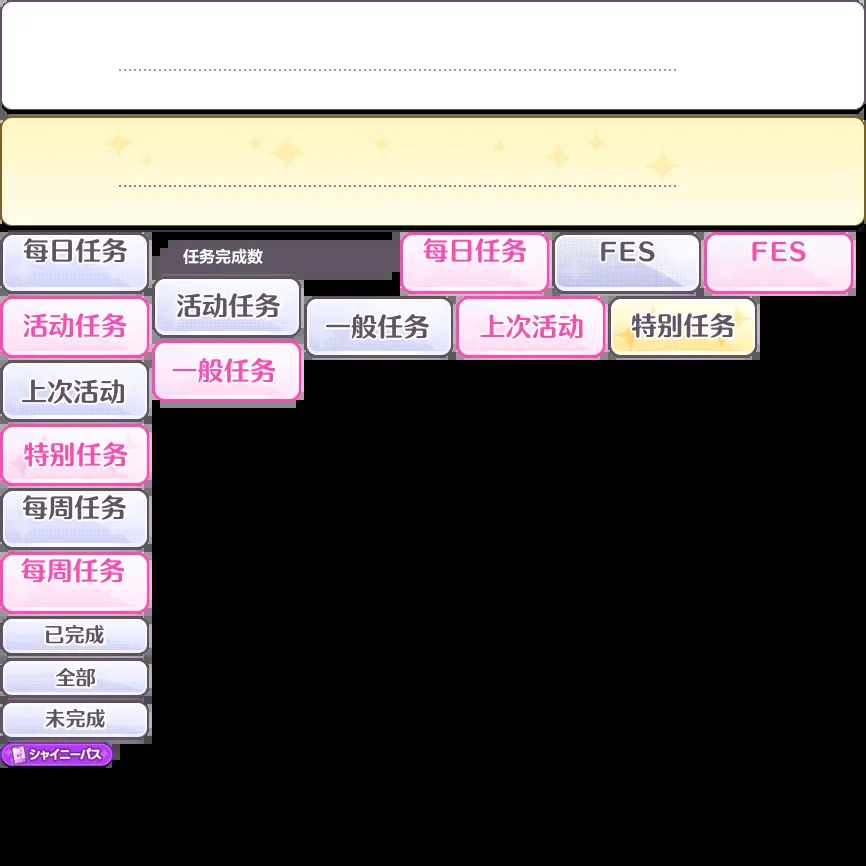 每日任务
任务完成数
每日任务
FES
FES
活动任务
活动任务
一般任务
上次活动
特别任务
一般任务
上次活动
特别任务
每周任务
每周任务
已完成
全部
未完成
シャイニーパス